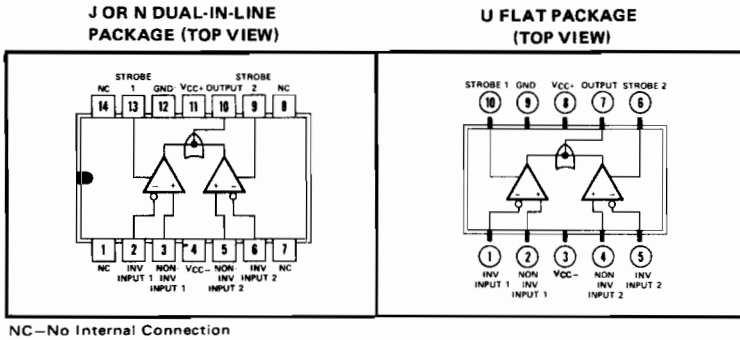 J OR N DUAL-IN-LINE
PACKAGE (TOP VIEW)
STROBE STROBE
NC 1 GND VCC+ OUTPUT 2 NC
14 13 12 11 10 9 8
- + + -
1 2 3 4 5 6 7
NC INV NON- VCC- NON- INV NC
INPUT 1 INV INV INPUT 2
INPUT 1 INPUT 2
U FLAT PACKAGE
(TOP VIEW)
STROBE 1 GND VCC+ OUTPUT STROBE 2
10 9 8 7 6
- + + -
1 2 3 4 5
INV NON VCC- NON INV
INPUT 1 INV INV INPUT 2
INPUT 1 INPUT 2
NC—No Internal Connection